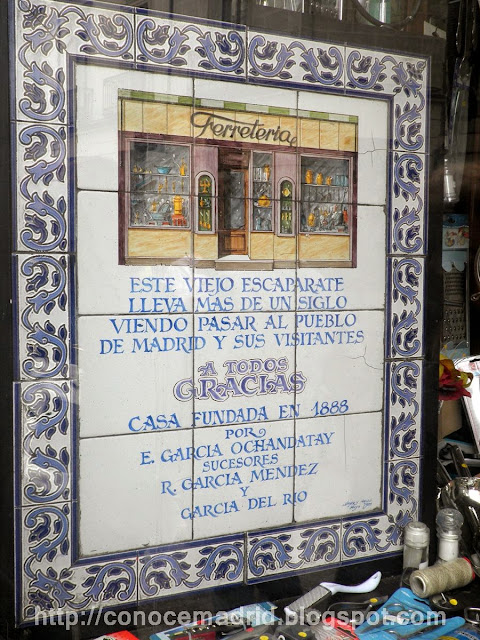 Ferretería
ESTE VIEJO ESCAPARATE
LLEVA MAS DE UN SIGLO
VIENDO PASAR AL PUEBLO
DE MADRID Y SUS VISITANTES
A TODOS
GRACIAS
CASA FUNDADA EN 1888
POR
E. GARCIA OCHANDATAY
SUCESORES
R. GARCIA MENDEZ
Y
GARCIA DEL RIO
http://conocemadrid.blogspot.com